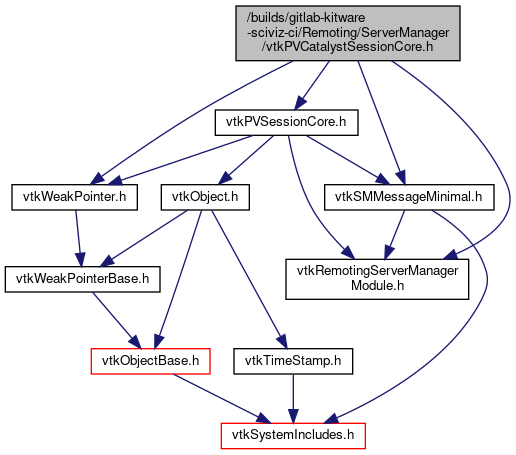 /builds/gitlab-kitware
-sciviz-ci/Remoting/ServerManager
/vtkPVCatalystSessionCore.h
vtkPVSessionCore.h
vtkWeakPointer.h
vtkObject.h
vtkSMMessageMinimal.h
vtkWeakPointerBase.h
vtkRemotingServerManager
Module.h
vtkObjectBase.h
vtkTimeStamp.h
vtkSystemIncludes.h